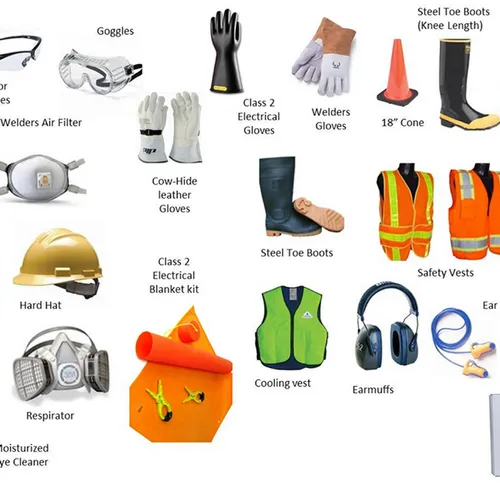 Goggles
Steel Toe Boots
(Knee Length)
or
es
Welders Air Filter
Class 2
Electrical
Gloves
Welders
Gloves
18” Cone
Cow-Hide
leather
Gloves
Steel Toe Boots
Safety Vests
Hard Hat
Class 2
Electrical
Blanket kit
Ear
Cooling vest
Earmuffs
Respirator
Moisturized
ye Cleaner